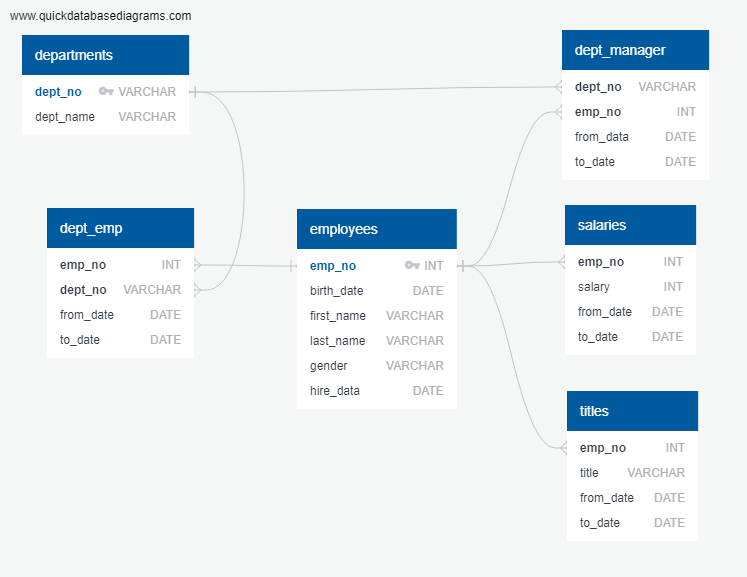 www.quickdatabasediagrams.com
departments
dept_no VARCHAR
dept_name VARCHAR
dept_manager
dept_no VARCHAR
emp_no INT
from_data DATE
to_date DATE
dept_emp
emp_no INT
dept_no VARCHAR
from_date DATE
to_date DATE
employees
emp_no INT
birth_date DATE
first_name VARCHAR
last_name VARCHAR
gender VARCHAR
hire_data DATE
salaries
emp_no INT
salary INT
from_date DATE
to_date DATE
titles
emp_no INT
title VARCHAR
from_date DATE
to_date DATE